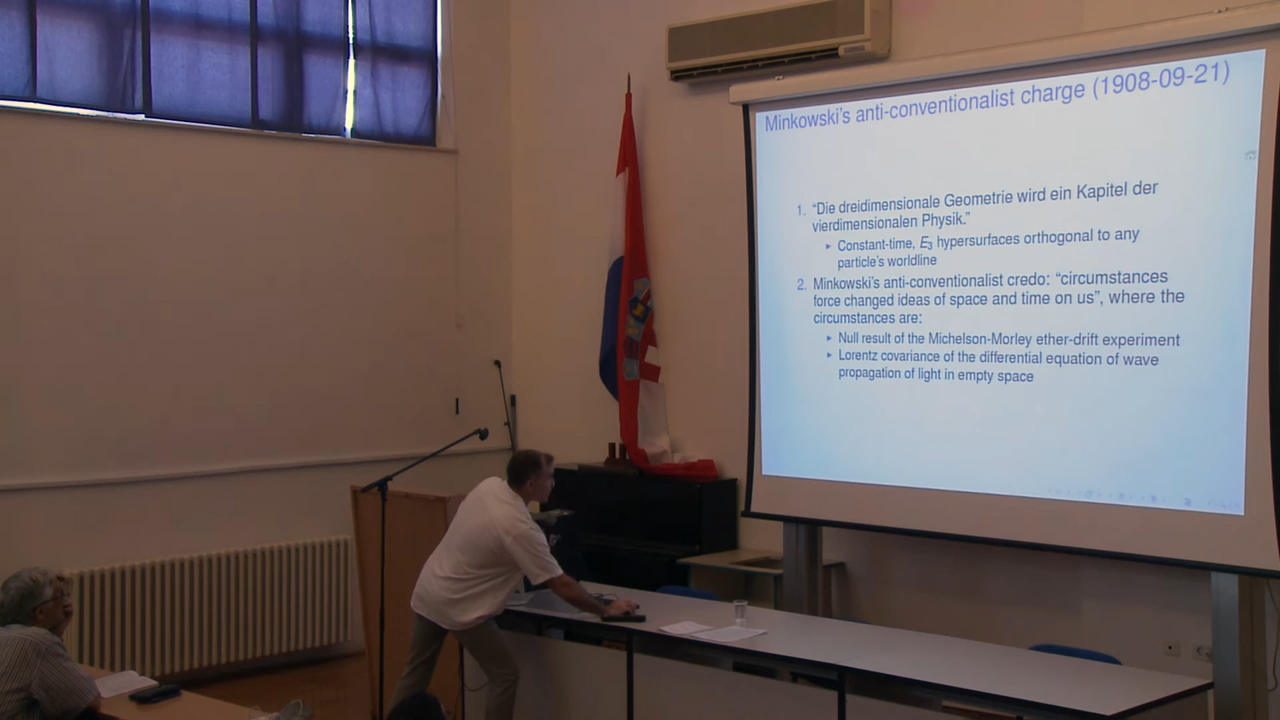 Minkowski's anti-conventionalist charge (1908-09-21)
1. "Die dreidimensionale Geometrie wird ein Kapitel der
vierdimensionalen Physik."
▸ Constant-time, E3 hypersurfaces orthogonal to any
particle's worldline
2. Minkowski's anti-conventionalist credo: "circumstances
force changed ideas of space and time on us", where the
circumstances are:
▸ Null result of the Michelson-Morley ether-drift experiment
▸ Lorentz covariance of the differential equation of wave
propagation of light in empty space